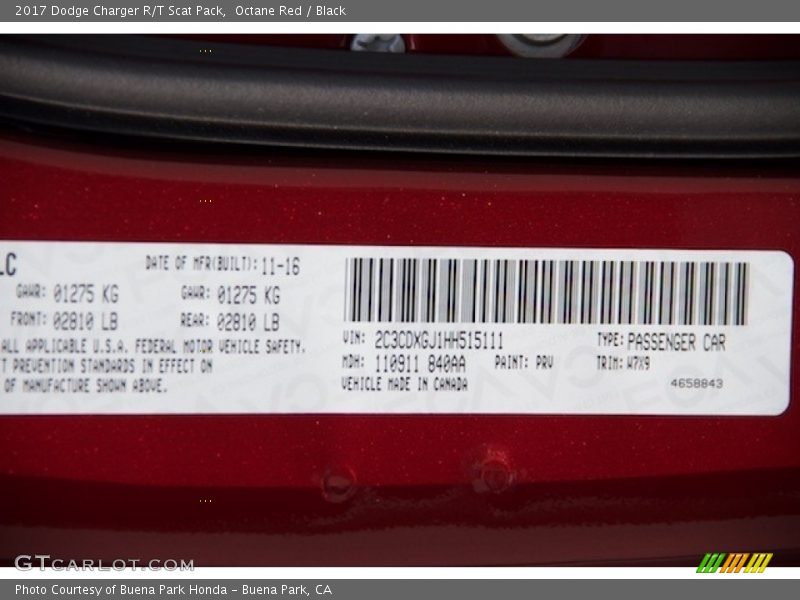 2017 Dodge Charger R/T Scat Pack,  Octane Red / Black
LC
DATE OF MFR(BUILT): 11-16
GAWR: 01275 KG
GAWR: 01275 KG
FRONT: 02810 LB
REAR: 02810 LB
ALL APPLICABLE U.S.A. FEDERAL MOTOR VEHICLE SAFETY.
T PREVENTION STANDARDS IN EFFECT ON
OF MANUFACTURE SHOWN ABOVE.
VIN: 2C3CDXGJ1HH515111
TYPE: PASSENGER CAR
MDH: 110911 840AA
PAINT: PRV
TRIM: W7X9
VEHICLE MADE IN CANADA
4658843
GTCARLOT.COM
Photo Courtesy of Buena Park Honda - Buena Park, CA